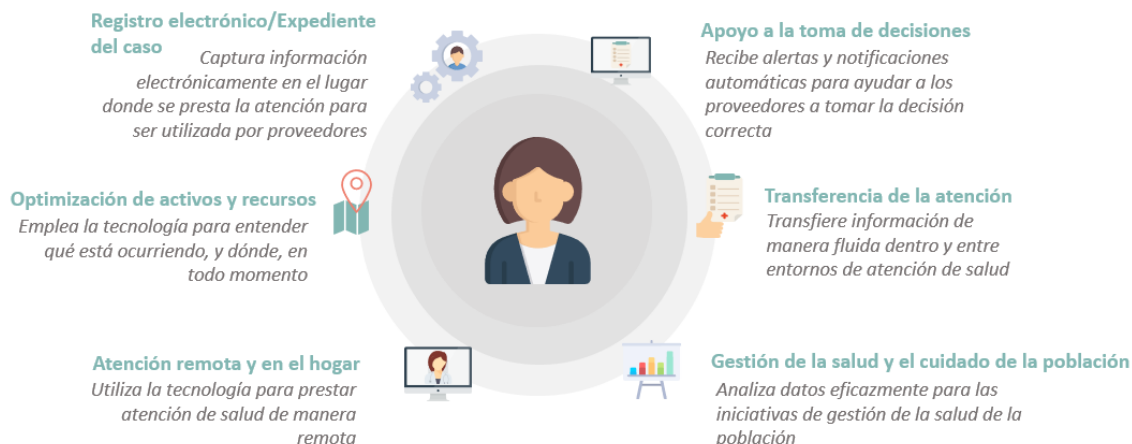 Registro electrónico/Expediente
del caso
Captura información
electrónicamente en el lugar
donde se presta la atención para
ser utilizada por proveedores
Apoyo a la toma de decisiones
Recibe alertas y notificaciones
automáticas para ayudar a los
proveedores a tomar la decisión
correcta
Optimización de activos y recursos
Emplea la tecnología para entender
qué está ocurriendo, y dónde, en
todo momento
Transferencia de la atención
Transfiere información de
manera fluida dentro y entre
entornos de atención de salud
Atención remota y en el hogar
Utiliza la tecnología para prestar
atención de salud de manera
remota
Gestión de la salud y el cuidado de la población
Analiza datos eficazmente para las
iniciativas de gestión de la salud de la
población